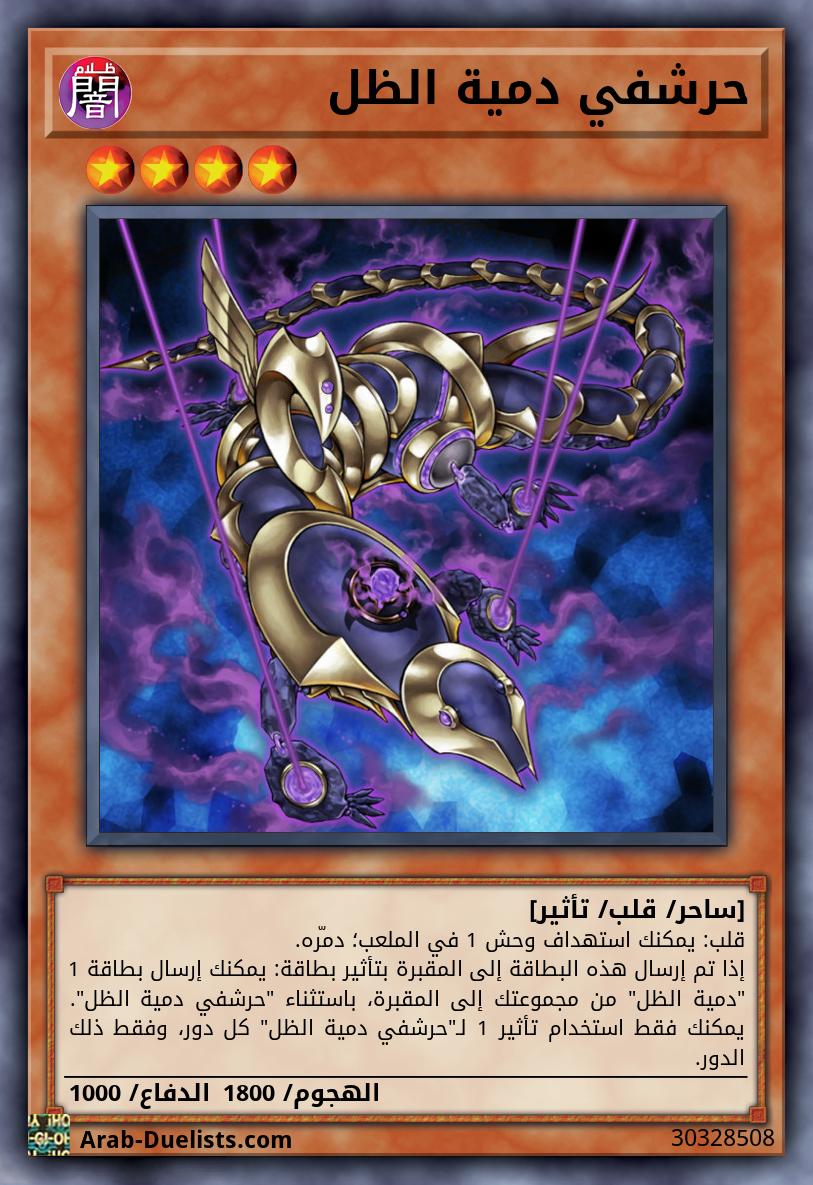 حرشفي دمية الظل
ظلام
闇
[ساحر/ قلب/ تأثير]
قلب: يمكنك استهداف وحش 1 في الملعب؛ دمّره.
إذا تم إرسال هذه البطاقة إلى المقبرة بتأثير بطاقة: يمكنك إرسال بطاقة 1
"دمية الظل" من مجموعتك إلى المقبرة، باستثناء "حرشفي دمية الظل".
يمكنك فقط استخدام تأثير 1 لـ"حرشفي دمية الظل" كل دور، وفقط ذلك
الدور.
الهجوم/ 1800 الدفاع/ 1000
Arab-Duelists.com
30328508